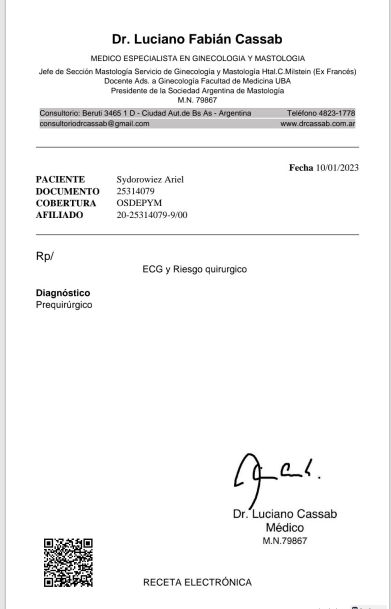 Dr. Luciano Fabián Cassab
MEDICO ESPECIALISTA EN GINECOLOGIA Y MASTOLOGIA
Jefe de Sección Mastología Servicio de Ginecología y Mastología Htal.C.Milstein (Ex Francés)
Docente Ads. a Ginecología Facultad de Medicina UBA
Presidente de la Sociedad Argentina de Mastología
M.N. 79867
Consultorio: Beruti 3465 1 D - Ciudad Aut.de Bs As - Argentina Teléfono 4823-1778
consultoriodrcassab@gmail.com www.drcassab.com.ar
Fecha 10/01/2023
PACIENTE Sydorowiez Ariel
DOCUMENTO 25314079
COBERTURA OSDEPYM
AFILIADO 20-25314079-9/00
Rp/
ECG y Riesgo quirurgico
Diagnóstico
Prequirúrgico
Dr. Luciano Cassab
Médico
M.N.79867
RECETA ELECTRÓNICA